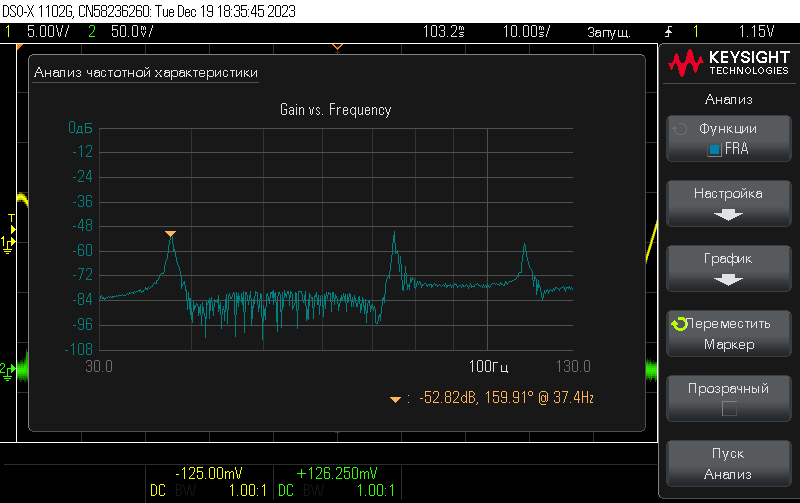 DSO-X 1102G, CN58236260: Tue Dec 19 18:35:45 2023
1 5.00V/ 2 50.0м/ 103.2м 10.00м/ Запущ. 1 1.15V
Анализ частотной характеристики
Gain vs. Frequency
0дБ
-12
-24
-36
-48
-60
-72
-84
-96
-108
30.0 100Гц 130.0
: -52.82dB, 159.91° @ 37.4Hz
T
1
2
KEYSIGHT
TECHNOLOGIES
Анализ
Функции
FRA
Настройка
График
Переместить
Маркер
Прозрачный
Пуск
Анализ
-125.00mV +126.250mV
DC BW 1.00:1 DC BW 1.00:1